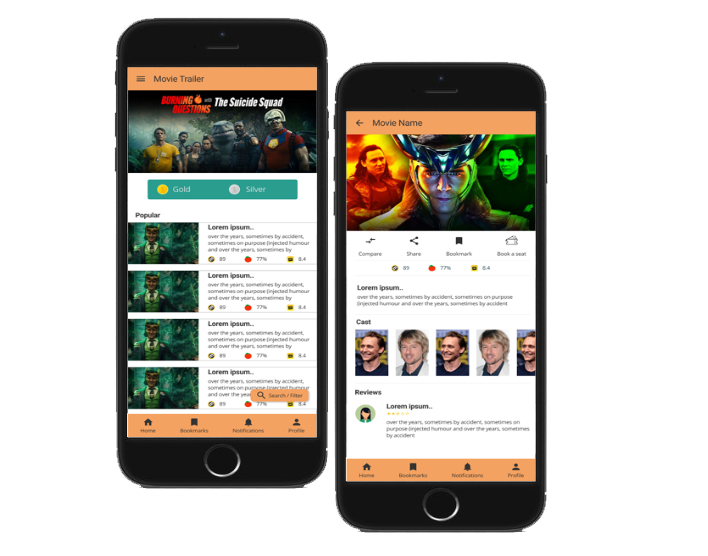 Movie Trailer
BURNING QUESTIONS with The Suicide Squad
Gold
Silver
Popular
Lorem ipsum..
over the years, sometimes by accident,
sometimes on purpose (injected humour
and over the years, sometimes by
89 77% 8.4
Lorem ipsum..
over the years, sometimes by accident,
sometimes on purpose (injected humour
and over the years, sometimes by
89 77% 8.4
Lorem ipsum..
over the years, sometimes by accident,
sometimes on purpose (injected humour
and over the years, sometimes by
89 77% 8.4
Lorem ipsum..
over the years, sometimes by accident,
sometimes on purpose (injected humour
and over the
Search / Filter
89 77% 8.4
Home
Bookmarks
Notifications
Profile
Movie Name
Compare
Share
Bookmark
Book a seat
89 77% 8.4
Lorem ipsum..
over the years, sometimes by accident, sometimes on purpose
(injected humour and over the years, sometimes by accident
Cast
Reviews
Lorem ipsum..
over the years, sometimes by accident, sometimes on
purpose (injected humour and over the years, sometimes
by accident
Home
Bookmarks
Notifications
Profile